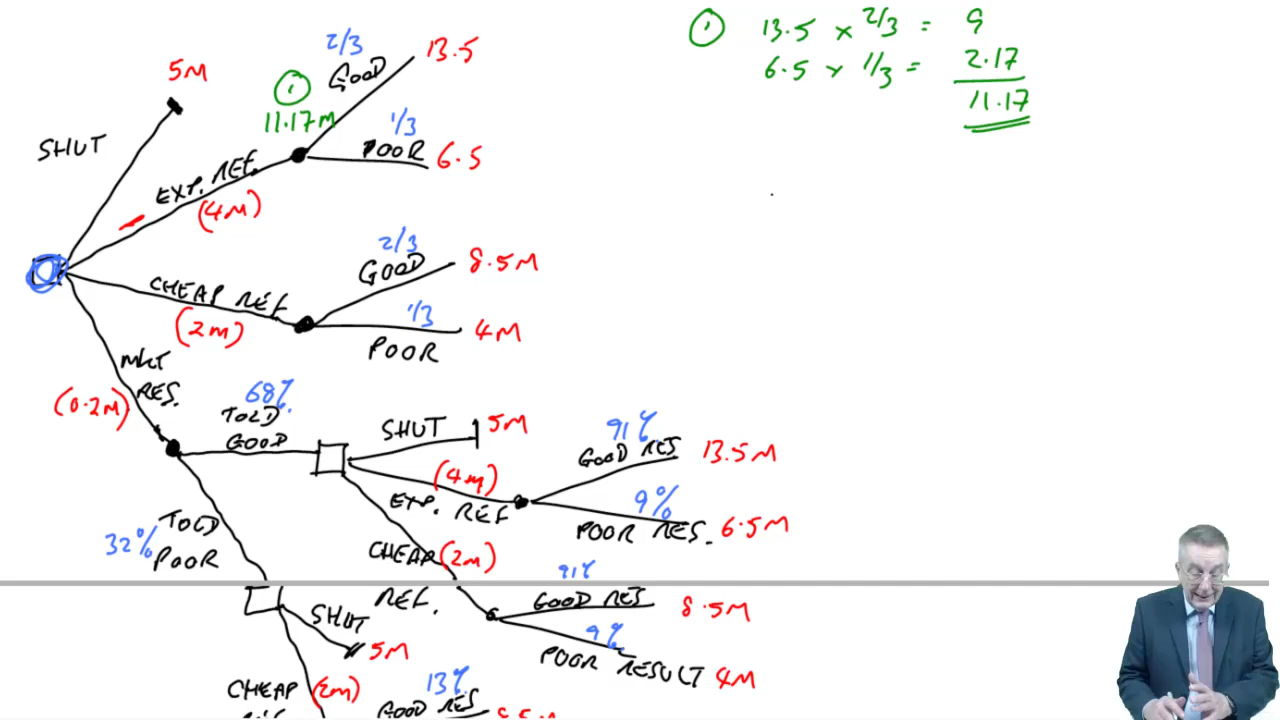 ① 13.5 × 2/3 = 9
6.5 × 1/3 = 2.17
11.17
2/3
GOOD
13.5
5M
①
11.17M
1/3
POOR
6.5
SHUT
EXP. REF.
(4M)
2/3
GOOD
8.5M
CHEAP REF
(2m)
1/3
POOR
4M
MKT
RES.
(0.2M)
68%
TOLD
GOOD
SHUT
5M
91%
GOOD RES
13.5M
(4m)
EXP. REF
9%
POOR RES.
6.5M
32%
TOLD
POOR
CHEAP
(2m)
REF.
91%
GOOD RES
8.5M
9%
POOR RESULT
4M
SHUT
5M
CHEAP
(2m)
13%
GOOD RES